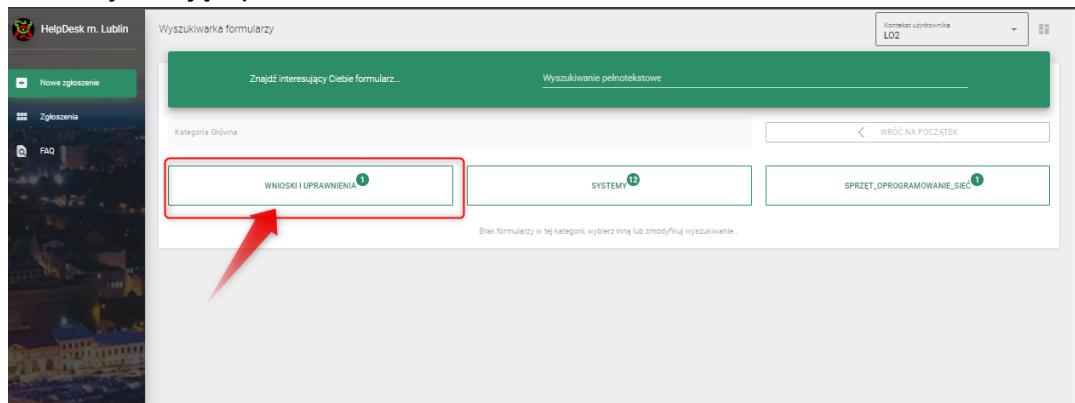 HelpDesk m. Lublin
Wyszukiwarka formularzy
Kontekst użytkownika
LO2
Nowe zgłoszenie
Zgłoszenia
FAQ
Znajdź interesujący Ciebie formularz...
Wyszukiwanie pełnotekstowe
Kategoria Główna
WRÓĆ NA POCZĄTEK
WNIOSKI I UPRAWNIENIA 1
SYSTEMY 12
SPRZĘT_OPROGRAMOWANIE_SIEĆ 1
Brak formularzy w tej kategorii, wybierz inną lub zmodyfikuj wyszukiwanie...